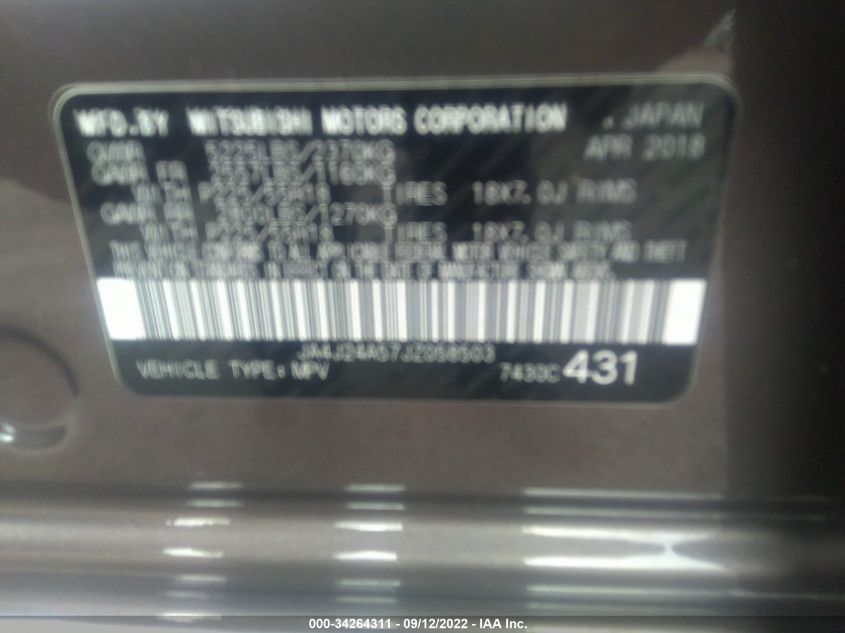 MFD.BY MITSUBISHI MOTORS CORPORATION JAPAN
GVWR 5225LBS/2370KG APR 2018
GAWR FR 2557LBS/1160KG
WITH P225/55R18 TIRES 18X7.0J RIMS
GAWR RR 2800LBS/1270KG
WITH P225/55R18 TIRES 18X7.0J RIMS
THIS VEHICLE CONFORMS TO ALL APPLICABLE FEDERAL MOTOR VEHICLE SAFETY AND THEFT
PREVENTION STANDARDS IN EFFECT ON THE DATE OF MANUFACTURE SHOWN ABOVE.
VEHICLE TYPE: MPV 431
000-34264311 - 09/12/2022 - IAA Inc.